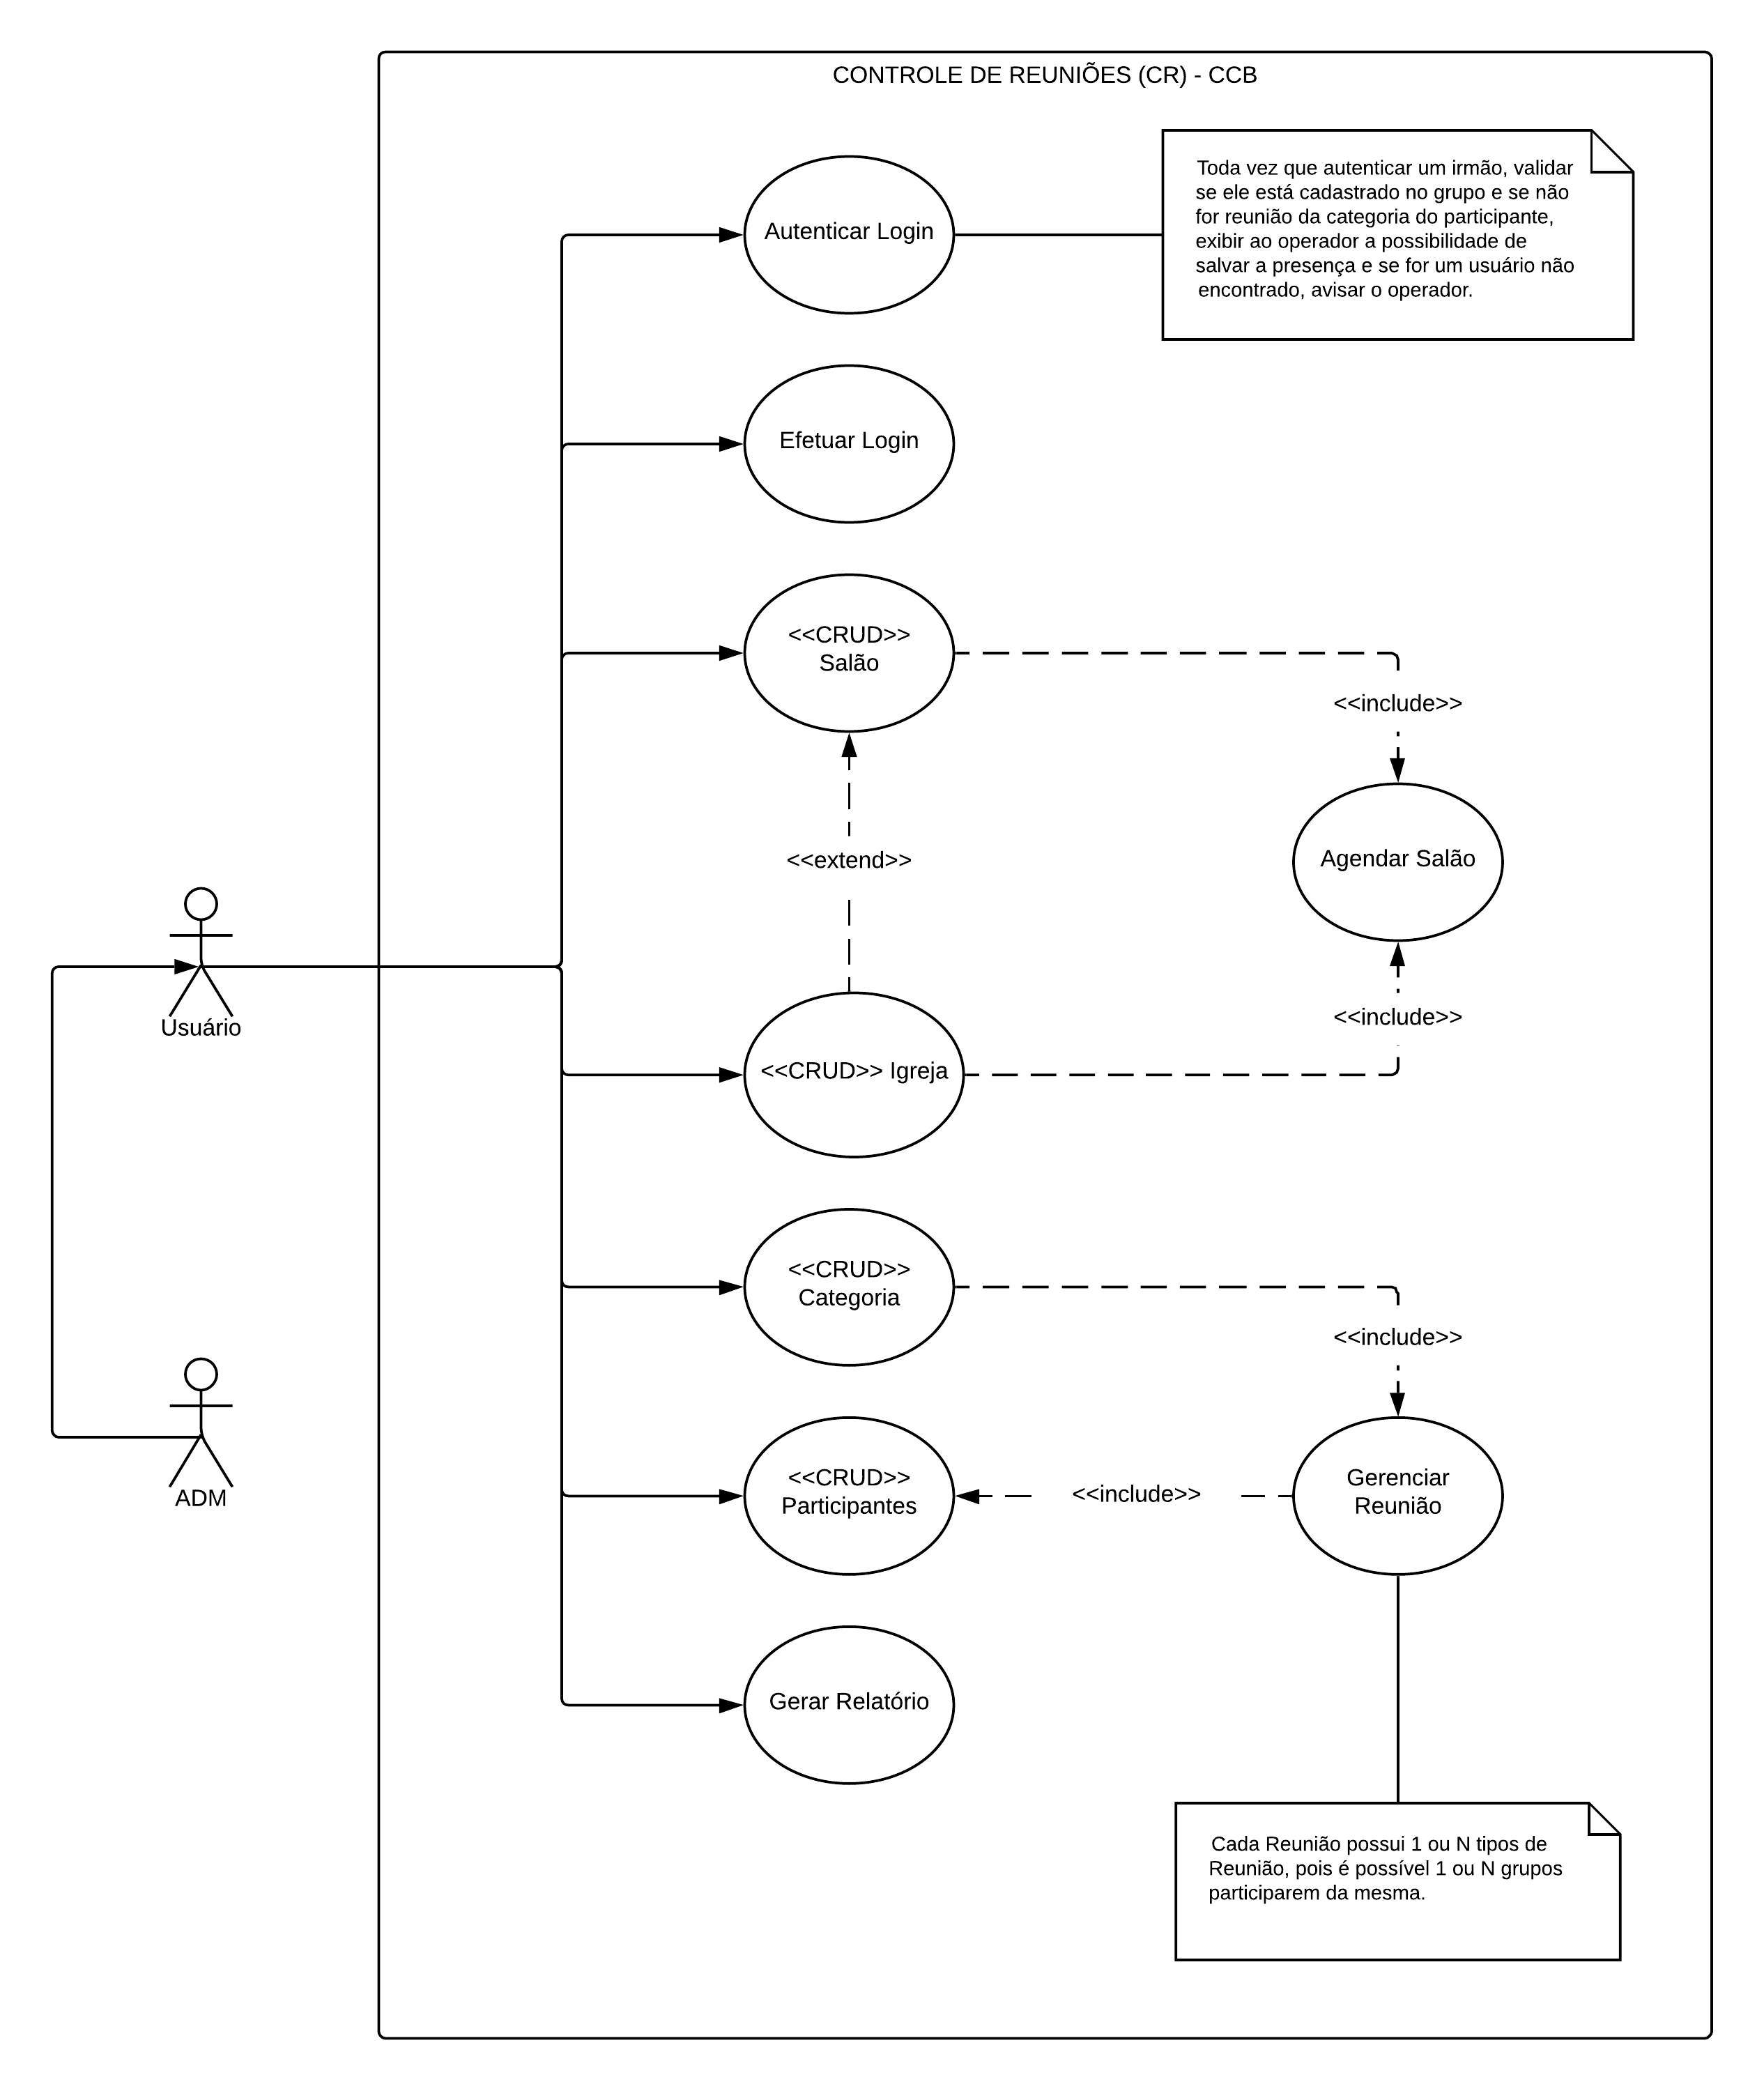 CONTROLE DE REUNIÕES (CR) - CCB
Toda vez que autenticar um irmão, validar
se ele está cadastrado no grupo e se não
for reunião da categoria do participante,
exibir ao operador a possibilidade de
salvar a presença e se for um usuário não
encontrado, avisar o operador.
Autenticar Login
Efetuar Login
<<CRUD>>
Salão
<<include>>
<<extend>>
Agendar Salão
Usuário
<<include>>
<<CRUD>> Igreja
<<CRUD>>
Categoria
<<include>>
ADM
<<CRUD>>
Participantes
<<include>>
Gerenciar
Reunião
Gerar Relatório
Cada Reunião possui 1 ou N tipos de
Reunião, pois é possível 1 ou N grupos
participarem da mesma.